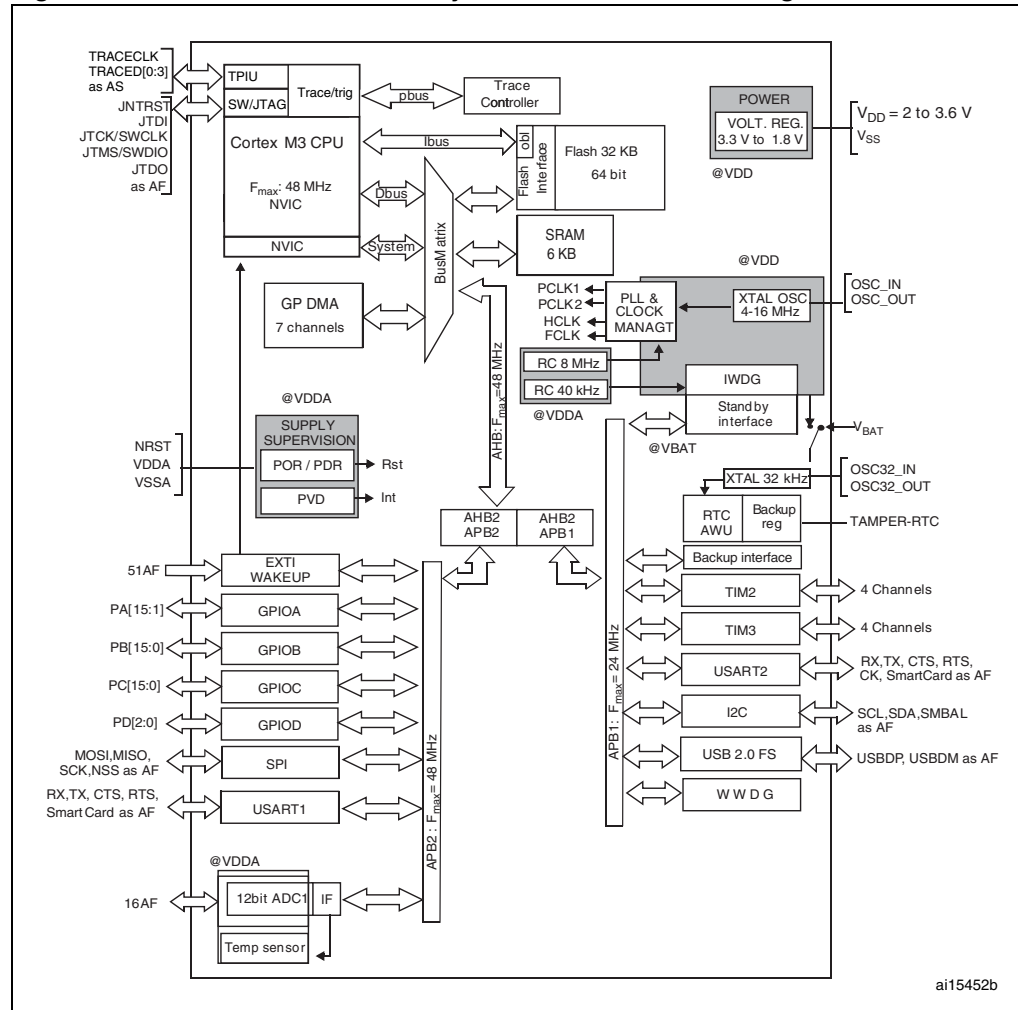 TRACECLK
TRACED[0:3]
as AS
JNTRST
JTDI
JTCK/SWCLK
JTMS/SWDIO
JTDO
as AF
TPIU
SW/JTAG
Trace/trig
pbus
Trace
Controller
Cortex M3 CPU
Fmax: 48 MHz
NVIC
NVIC
Ibus
Dbus
System
BusMatrix
Flash obl
Interface
Flash 32 KB
64 bit
SRAM
6 KB
POWER
VOLT. REG.
3.3 V to 1.8 V
@VDD
VDD = 2 to 3.6 V
VSS
GP DMA
7 channels
AHB: Fmax=48 MHz
PCLK1
PCLK2
HCLK
FCLK
PLL &
CLOCK
MANAGT
@VDD
XTAL OSC
4-16 MHz
OSC_IN
OSC_OUT
RC 8 MHz
RC 40 kHz
@VDDA
IWDG
Stand by
interface
@VBAT
VBAT
@VDDA
SUPPLY
SUPERVISION
POR / PDR
Rst
PVD
Int
NRST
VDDA
VSSA
XTAL 32 kHz
OSC32_IN
OSC32_OUT
RTC
AWU
Backup
reg
TAMPER-RTC
Backup interface
AHB2
APB2
AHB2
APB1
51AF
EXTI
WAKEUP
PA[15:1]
GPIOA
PB[15:0]
GPIOB
PC[15:0]
GPIOC
PD[2:0]
GPIOD
MOSI,MISO,
SCK,NSS as AF
SPI
RX,TX, CTS, RTS,
SmartCard as AF
USART1
APB2 : Fmax= 48 MHz
APB1 : Fmax= 24 MHz
TIM2
4 Channels
TIM3
4 Channels
USART2
RX,TX, CTS, RTS,
CK, SmartCard as AF
I2C
SCL,SDA,SMBAL
as AF
USB 2.0 FS
USBDP, USBDM as AF
W W D G
@VDDA
16AF
12bit ADC1
IF
Temp sensor
ai15452b